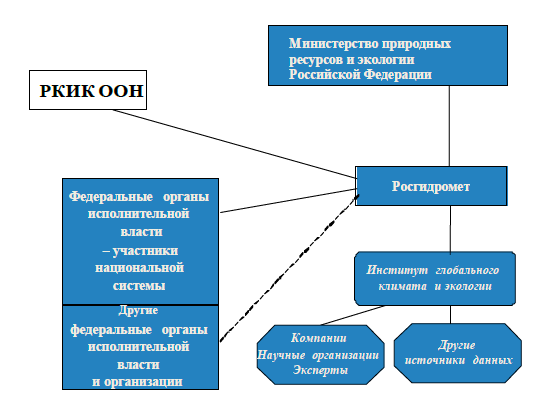 Министерство природных
ресурсов и экологии
Российской Федерации
РКИК ООН
Росгидромет
Федеральные органы
исполнительной
власти
– участники
национальной
системы
Другие
федеральные органы
исполнительной
власти
и организации
Институт глобального
климата и экологии
Компании
Научные организации
Эксперты
Другие
источники данных